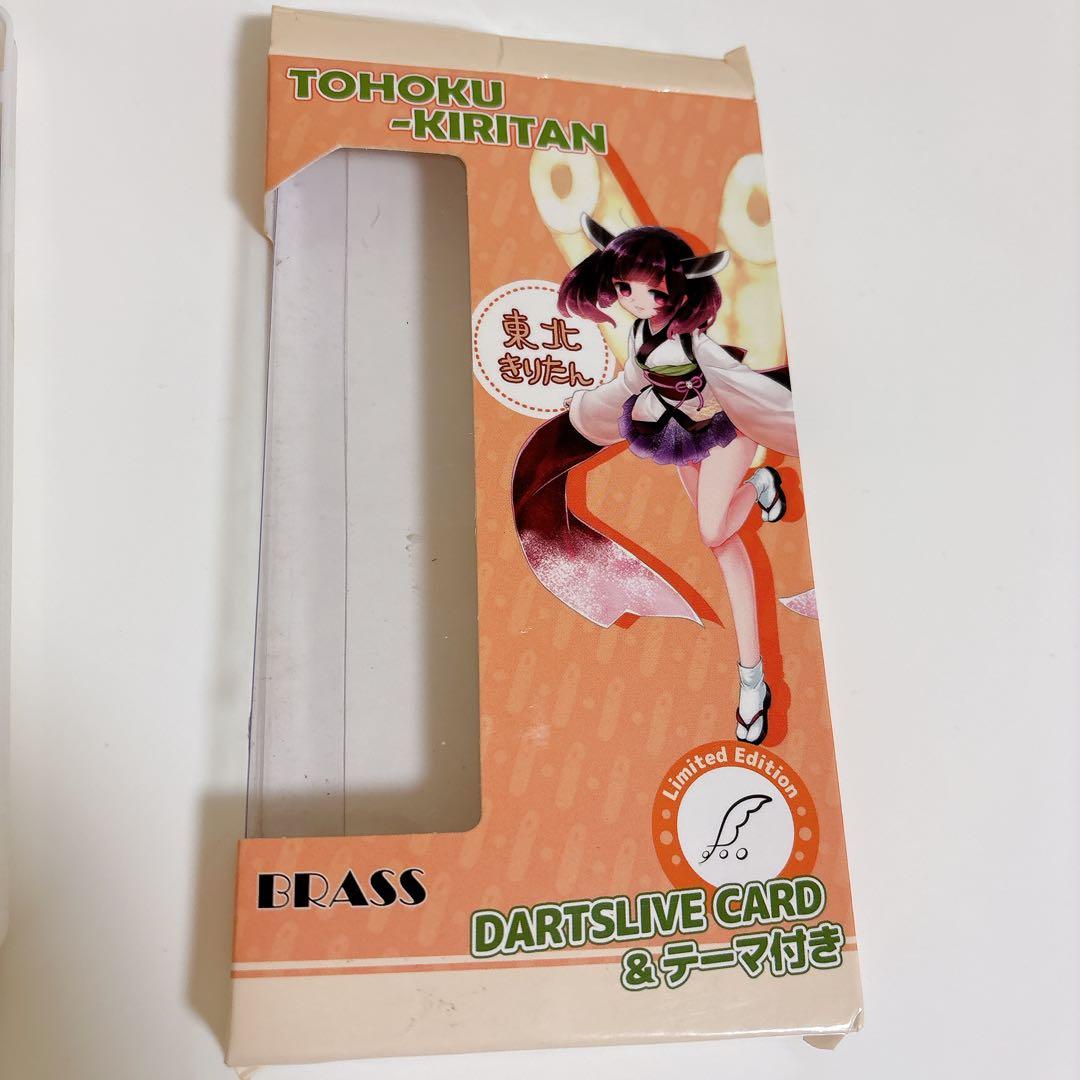 TOHOKU
-KIRITAN
東北
きりたん
Limited Edition
BRASS
DARTSLIVE CARD
& テーマ付き